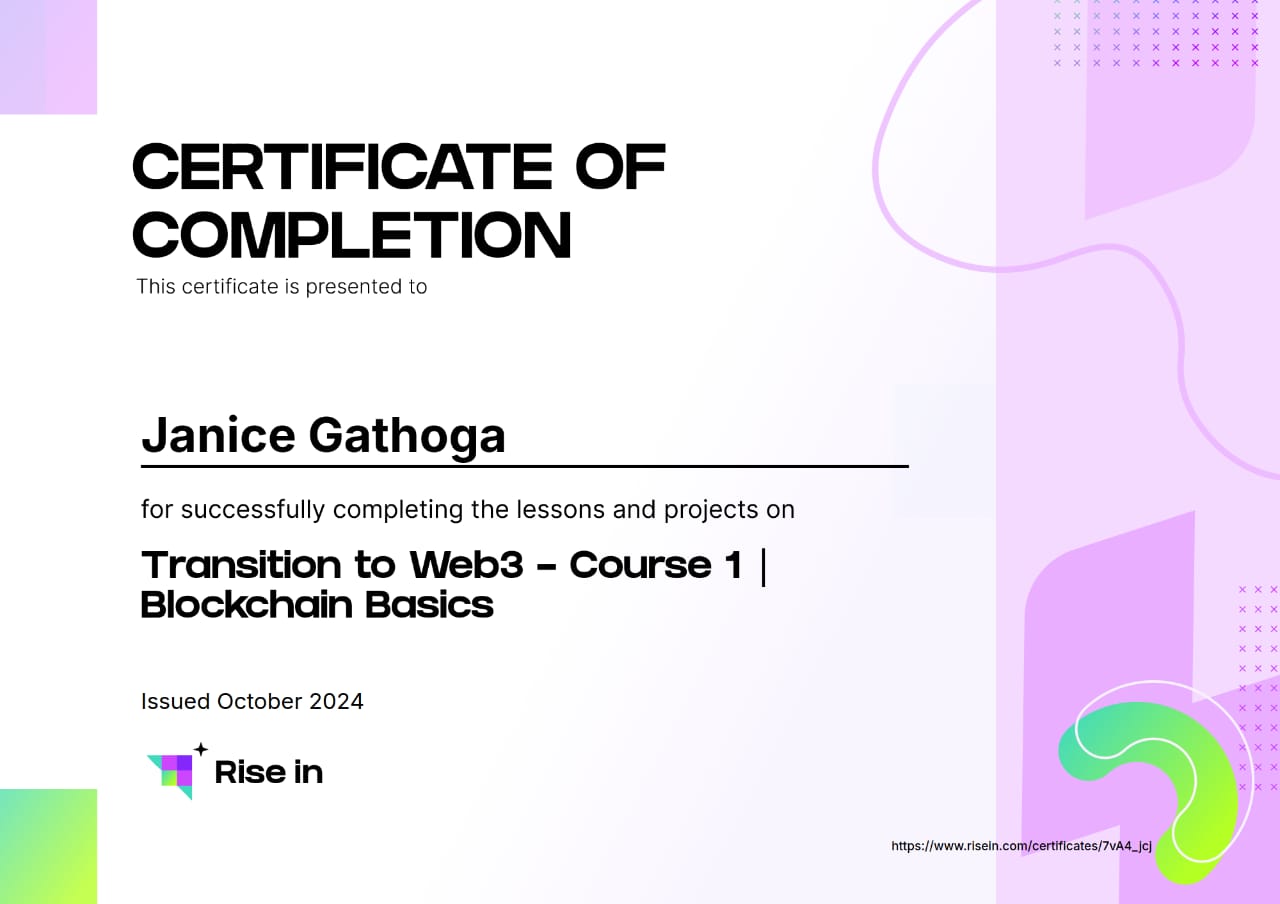 CERTIFICATE OF
COMPLETION
This certificate is presented to
Janice Gathoga
for successfully completing the lessons and projects on
Transition to Web3 – Course 1 |
Blockchain Basics
Issued October 2024
Rise in
https://www.risein.com/certificates/7vA4_jcj